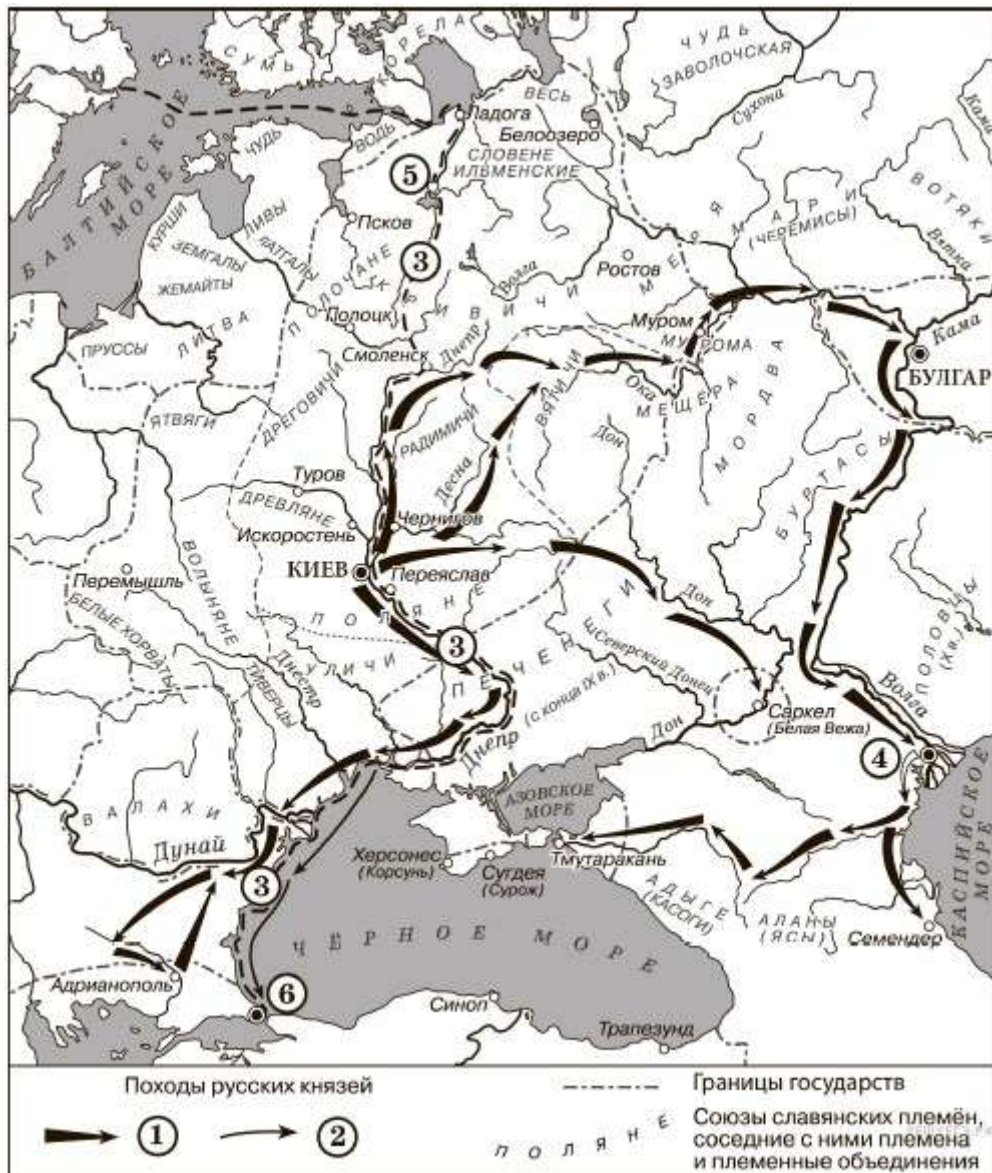 СУМЬ
КОРЕЛА
ЧУДЬ
ЗАВОЛОЧСКАЯ
Сухона
Кама
ВЕСЬ
Ладога
Белоозеро
ВОДЬ
ЧУДЬ
СЛОВЕНЕ
ИЛЬМЕНСКИЕ
5
БАЛТИЙСКОЕ
МОРЕ
КУРШИ
ЛИВЫ
ЗЕМГАЛЫ
ЛАТГАЛЫ
ЖЕМАЙТЫ
Псков
3
Волга
Ростов
МЕРЯ
МАРИ
(ЧЕРЕМИСЫ)
ВОТЯКИ
Вятка
ПОЛОЧАНЕ
КРИВИЧИ
Полоцк
ЛИТВА
ПРУССЫ
Смоленск
Днепр
Муром
МУРОМА
Кама
БУЛГАР
ЯТВЯГИ
ДРЕГОВИЧИ
РАДИМИЧИ
ВЯТИЧИ
Ока
МЕЩЕРА
МОРДВА
Дон
Десна
БУРТАСЫ
Туров
ДРЕВЛЯНЕ
Чернигов
Искоростень
КИЕВ
Переяслав
Перемышль
ВОЛЫНЯНЕ
БЕЛЫЕ ХОРВАТЫ
ПОЛЯНЕ
3
УЛИЧИ
ТИВЕРЦЫ
Днестр
ПЕЧЕНЕГИ
(с конца IX в.)
Северский Донец
Дон
Саркел
(Белая Вежа)
ПОЛОВЦЫ
(X в.)
Волга
4
Днепр
Дон
АЗОВСКОЕ
МОРЕ
ВАЛАХИ
Дунай
3
Херсонес
(Корсунь)
Сугдея
(Сурож)
Тмутаракань
АДЫГЕ
(КАСОГИ)
АЛАНЫ
(ЯСЫ)
Семендер
КАСПИЙСКОЕ
МОРЕ
ЧЁРНОЕ МОРЕ
Адрианополь
6
Синоп
Трапезунд
Походы русских князей
1
2
Границы государств
ПОЛЯНЕ
Союзы славянских племён,
соседние с ними племена
и племенные объединения